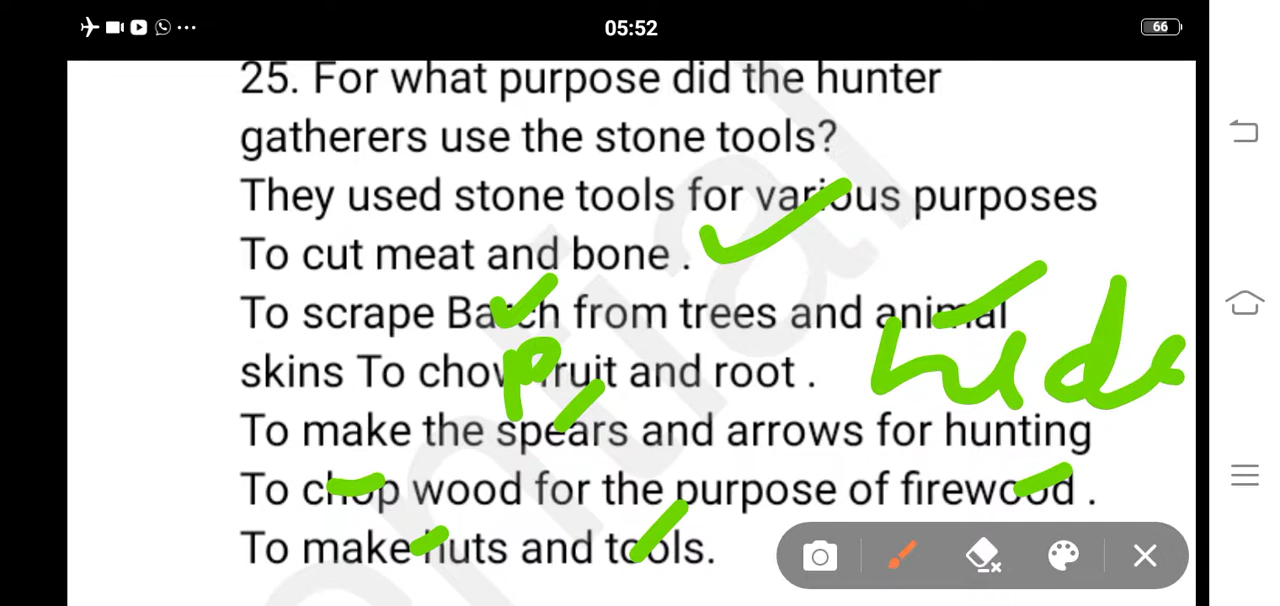 05:52
66
25. For what purpose did the hunter
gatherers use the stone tools?
They used stone tools for various purposes
To cut meat and bone .
To scrape Barch from trees and animal
hide
skins To chow fruit and root .
p
To make the spears and arrows for hunting
To chop wood for the purpose of firewood .
To make huts and tools.